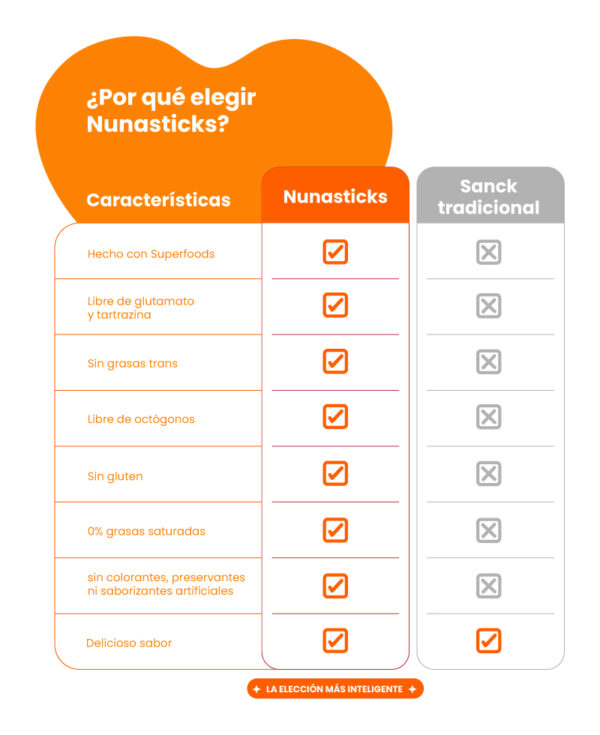 ¿Por qué elegir
Nunasticks?
Características
Nunasticks
Sanck
tradicional
Hecho con Superfoods
Libre de glutamato
y tartrazina
Sin grasas trans
Libre de octógonos
Sin gluten
0% grasas saturadas
sin colorantes, preservantes
ni saborizantes artificiales
Delicioso sabor
LA ELECCIÓN MÁS INTELIGENTE